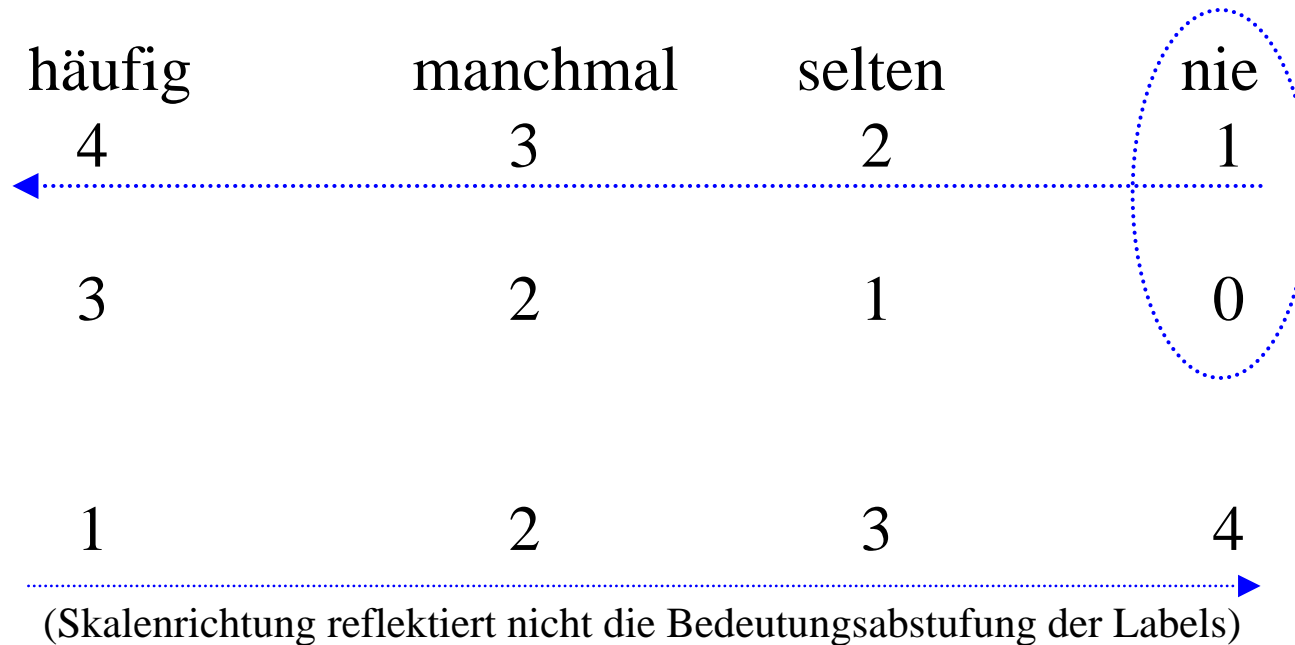 häufig manchmal selten nie
4 3 2 1
3 2 1 0
1 2 3 4
(Skalenrichtung reflektiert nicht die Bedeutungsabstufung der Labels)